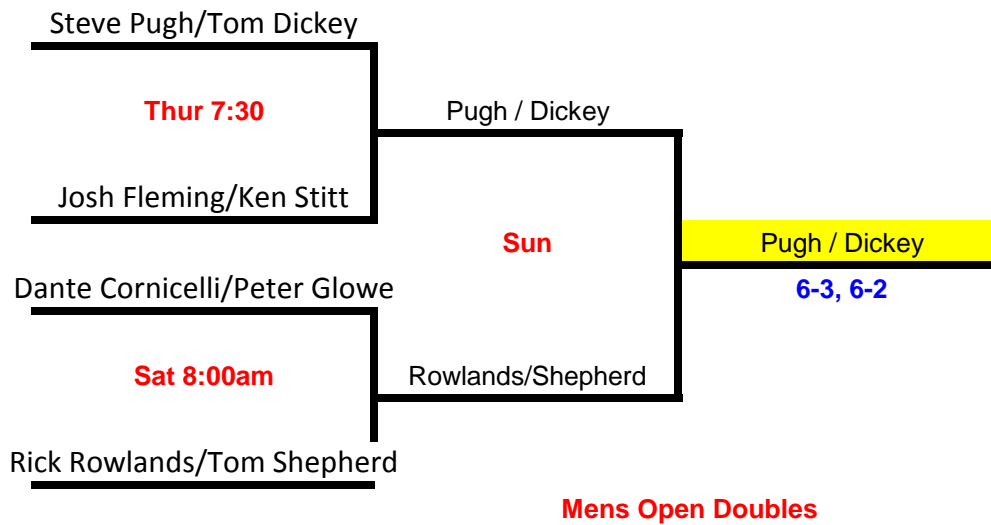 Steve Pugh/Tom Dickey
Thur 7:30
Pugh / Dickey
Josh Fleming/Ken Stitt
Sun
Pugh / Dickey
6-3, 6-2
Dante Cornicelli/Peter Glowe
Sat 8:00am
Rowlands/Shepherd
Rick Rowlands/Tom Shepherd
Mens Open Doubles